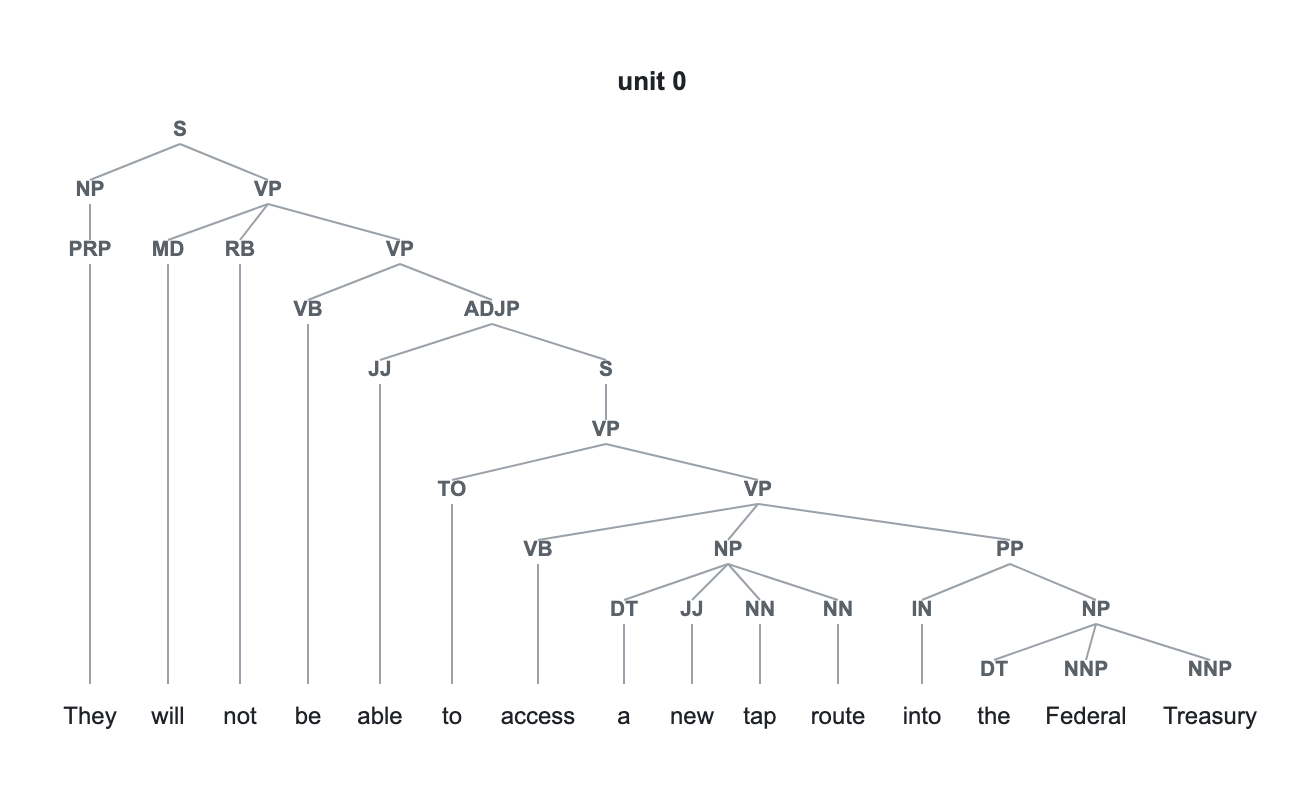 unit 0
S
NP VP
PRP MD RB VP
VB ADJP
JJ S
VP
TO VP
VB NP PP
DT JJ NN NN IN NP
DT NNP NNP
They will not be able to access a new tap route into the Federal Treasury